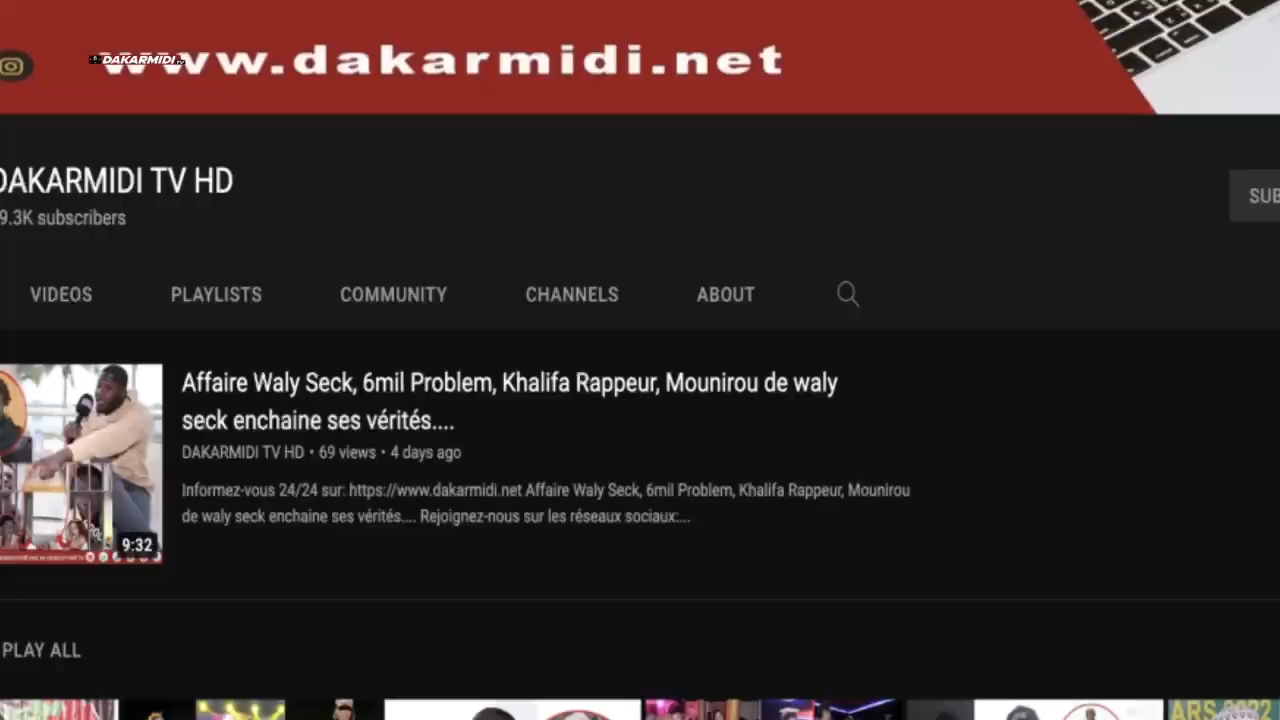 www.dakarmidi.net
DAKARMIDI
DAKARMIDI TV HD
9.3K subscribers
SUB
VIDEOS
PLAYLISTS
COMMUNITY
CHANNELS
ABOUT
Affaire Waly Seck, 6mil Problem, Khalifa Rappeur, Mounirou de waly
seck enchaine ses vérités....
DAKARMIDI TV HD • 69 views • 4 days ago
Informez-vous 24/24 sur: https://www.dakarmidi.net Affaire Waly Seck, 6mil Problem, Khalifa Rappeur, Mounirou
de waly seck enchaine ses vérités.... Rejoignez-nous sur les réseaux sociaux:...
9:32
PLAY ALL
ARS 2022